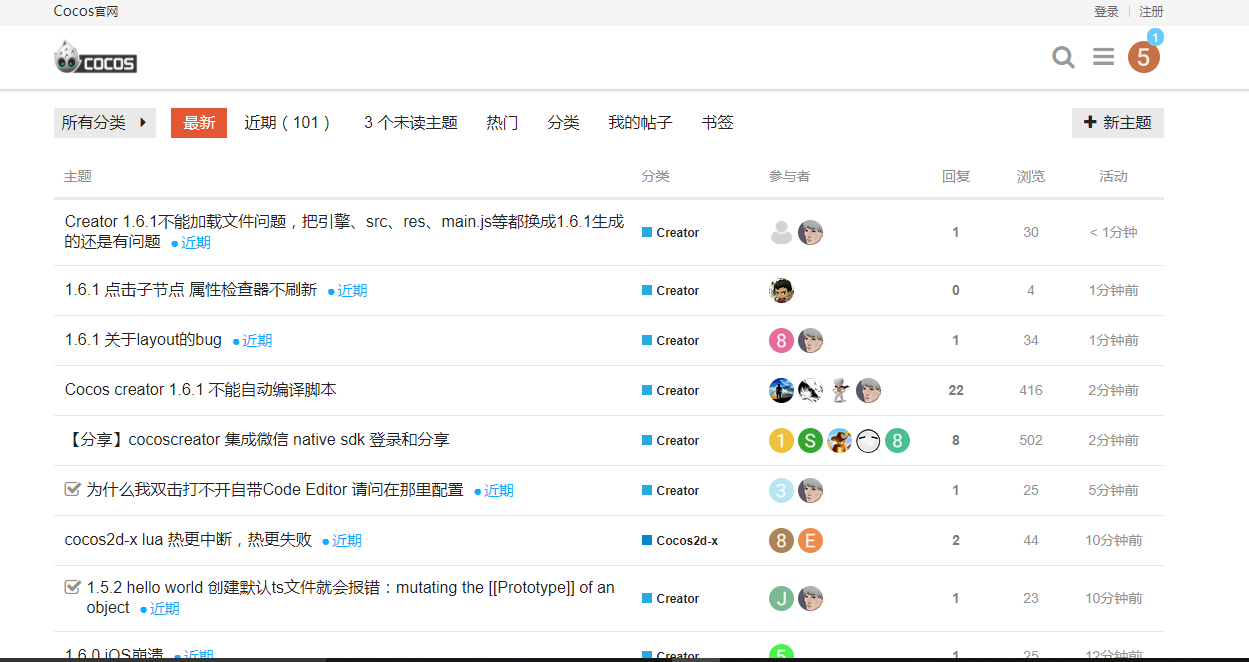 Cocos官网 登录 注册
COCOS 5 1
所有分类 最新 近期 ( 101 ) 3 个未读主题 热门 分类 我的帖子 书签 新主题
主题 分类 参与者 回复 浏览 活动
Creator 1.6.1不能加载文件问题，把引擎、src、res、main.js等都换成1.6.1生成
的还是有问题 近期 Creator 1 30 < 1分钟
1.6.1 点击子节点 属性检查器不刷新 近期 Creator 0 4 1分钟前
1.6.1 关于layout的bug 近期 Creator 8 1 34 1分钟前
Cocos creator 1.6.1 不能自动编译脚本 Creator 22 416 2分钟前
【分享】cocoscreator 集成微信 native sdk 登录和分享 Creator 1 S 8 8 502 2分钟前
为什么我双击打不开自带Code Editor 请问在那里配置 近期 Creator 3 1 25 5分钟前
cocos2d-x lua 热更中断，热更失败 近期 Cocos2d-x 8 E 2 44 10分钟前
1.5.2 hello world 创建默认ts文件就会报错：mutating the [[Prototype]] of an
object 近期 Creator J 1 23 10分钟前
1.6.0 iOS崩溃 近期 Creator 5 1 25 12分钟前